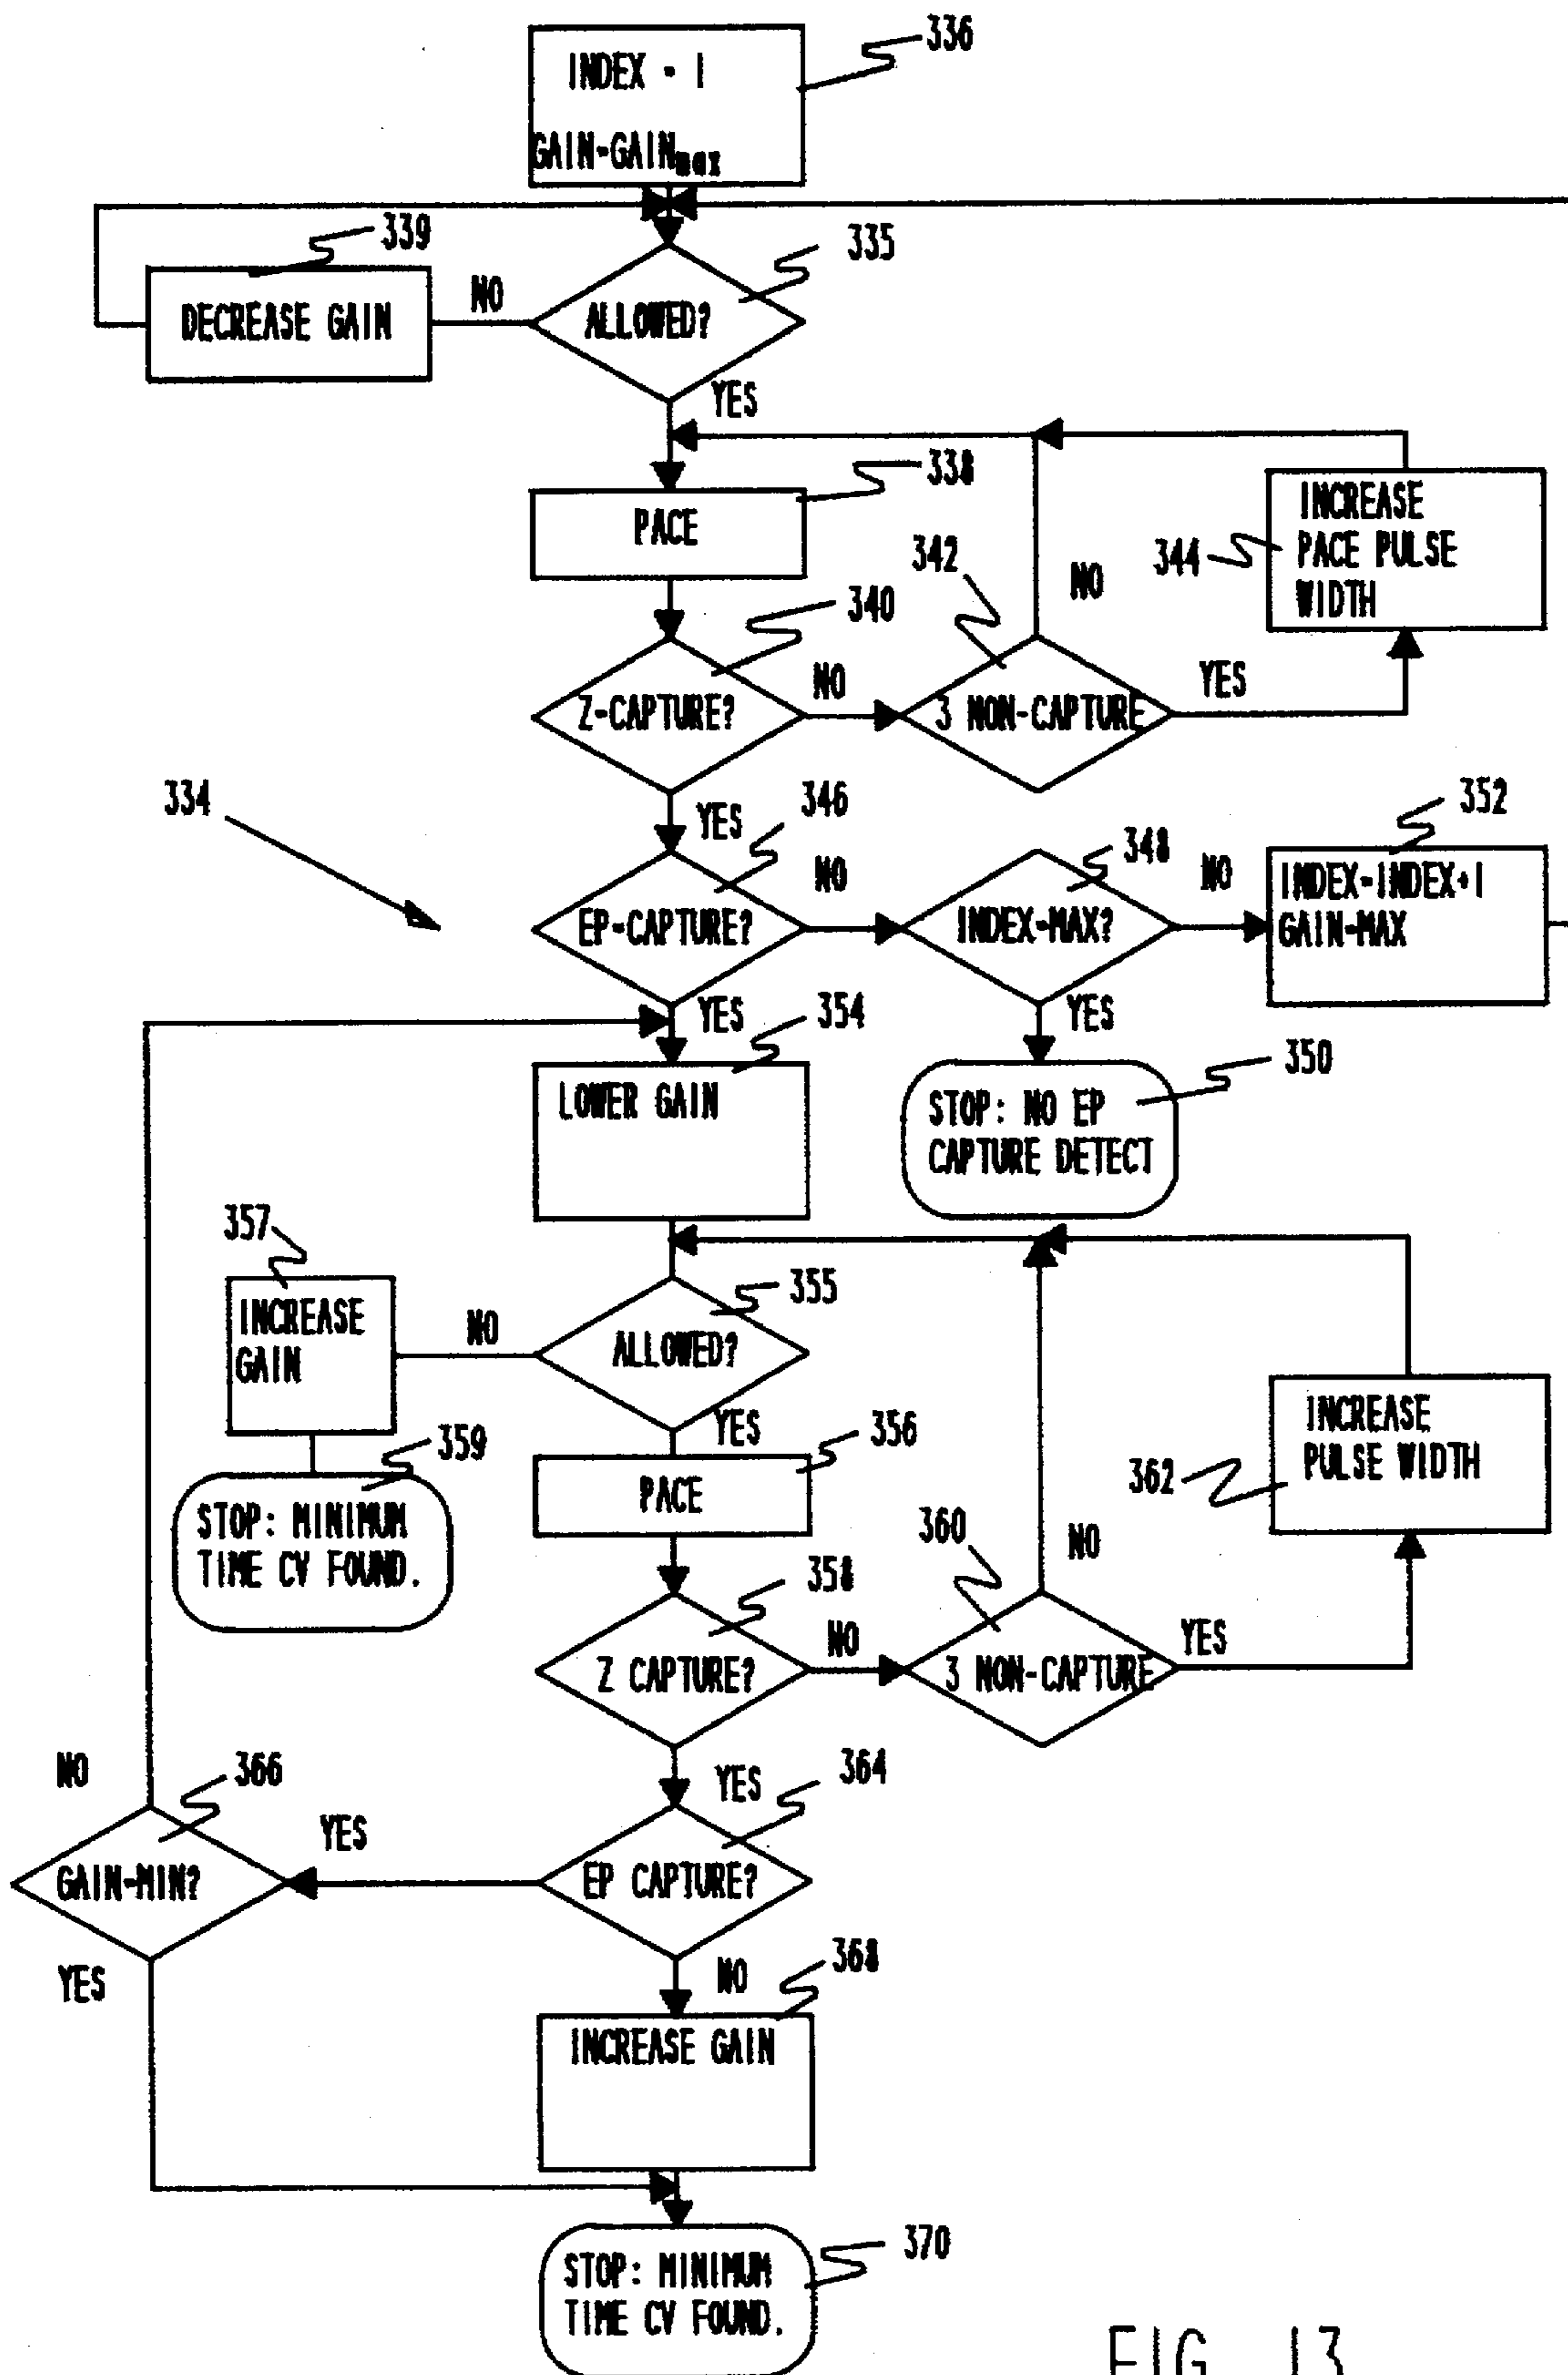 336
INDEX - 1
GAIN-GAINmax
339
335
DECREASE GAIN
NO
ALLOWED?
YES
338
PACE
342
NO
344
INCREASE
PACE PULSE
WIDTH
340
Z-CAPTURE?
NO
3 NON-CAPTURE
YES
334
YES
346
348
352
EP-CAPTURE?
NO
INDEX-MAX?
NO
INDEX-INDEX+1
GAIN-MAX
YES
354
YES
350
LOWER GAIN
STOP: NO EP
CAPTURE DETECT
357
355
INCREASE
GAIN
NO
ALLOWED?
YES
359
356
INCREASE
PULSE WIDTH
362
STOP: MINIMUM
TIME CV FOUND.
PACE
360
NO
358
Z CAPTURE?
NO
3 NON-CAPTURE
YES
NO
366
YES
364
YES
GAIN-MIN?
EP CAPTURE?
YES
NO
368
INCREASE GAIN
370
STOP: MINIMUM
TIME CV FOUND.
FIG. 13